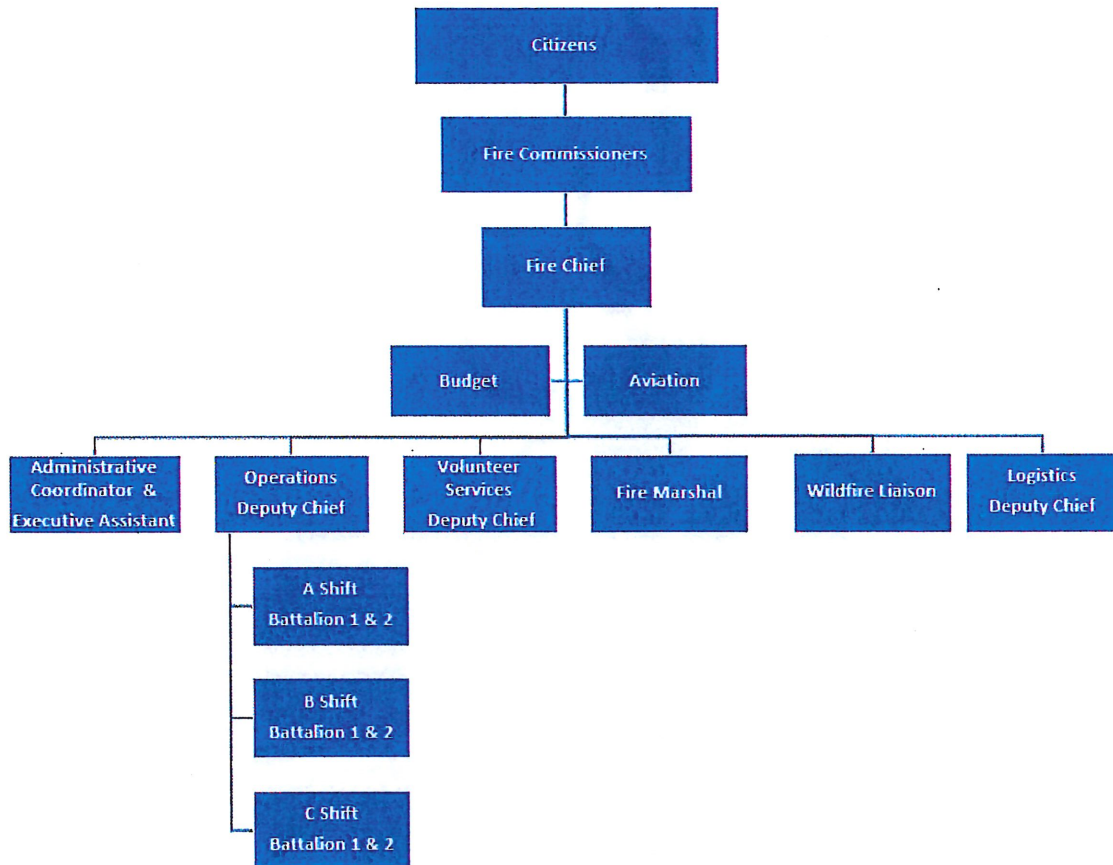 Citizens
Fire Commissioners
Fire Chief
Budget
Aviation
Administrative
Coordinator &
Executive Assistant
Operations
Deputy Chief
Volunteer
Services
Deputy Chief
Fire Marshal
Wildfire Liaison
Logistics
Deputy Chief
A Shift
Battalion 1 & 2
B Shift
Battalion 1 & 2
C Shift
Battalion 1 & 2